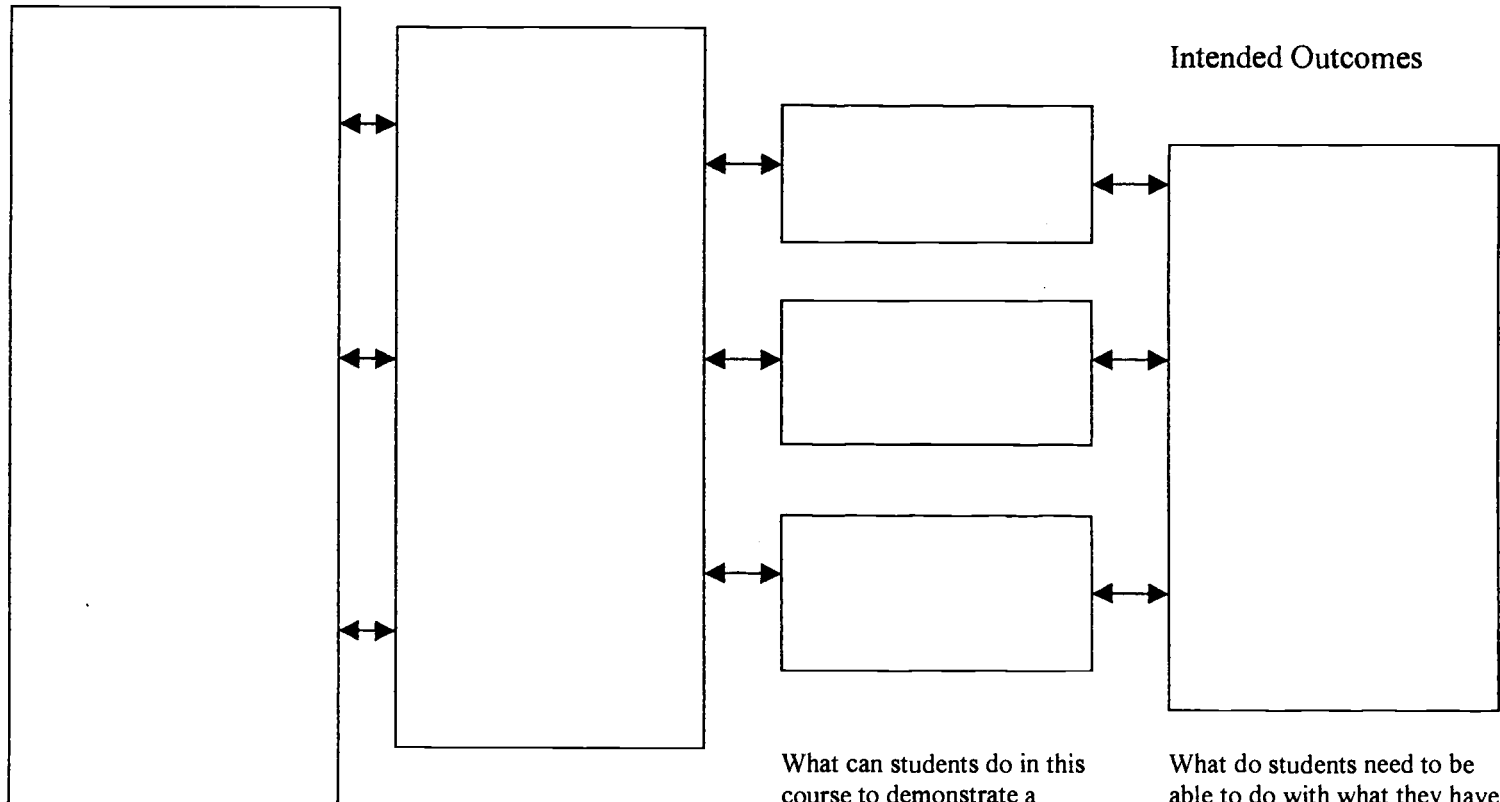 Intended Outcomes
What can students do in this
course to demonstrate a
What do students need to be
able to do with what they have